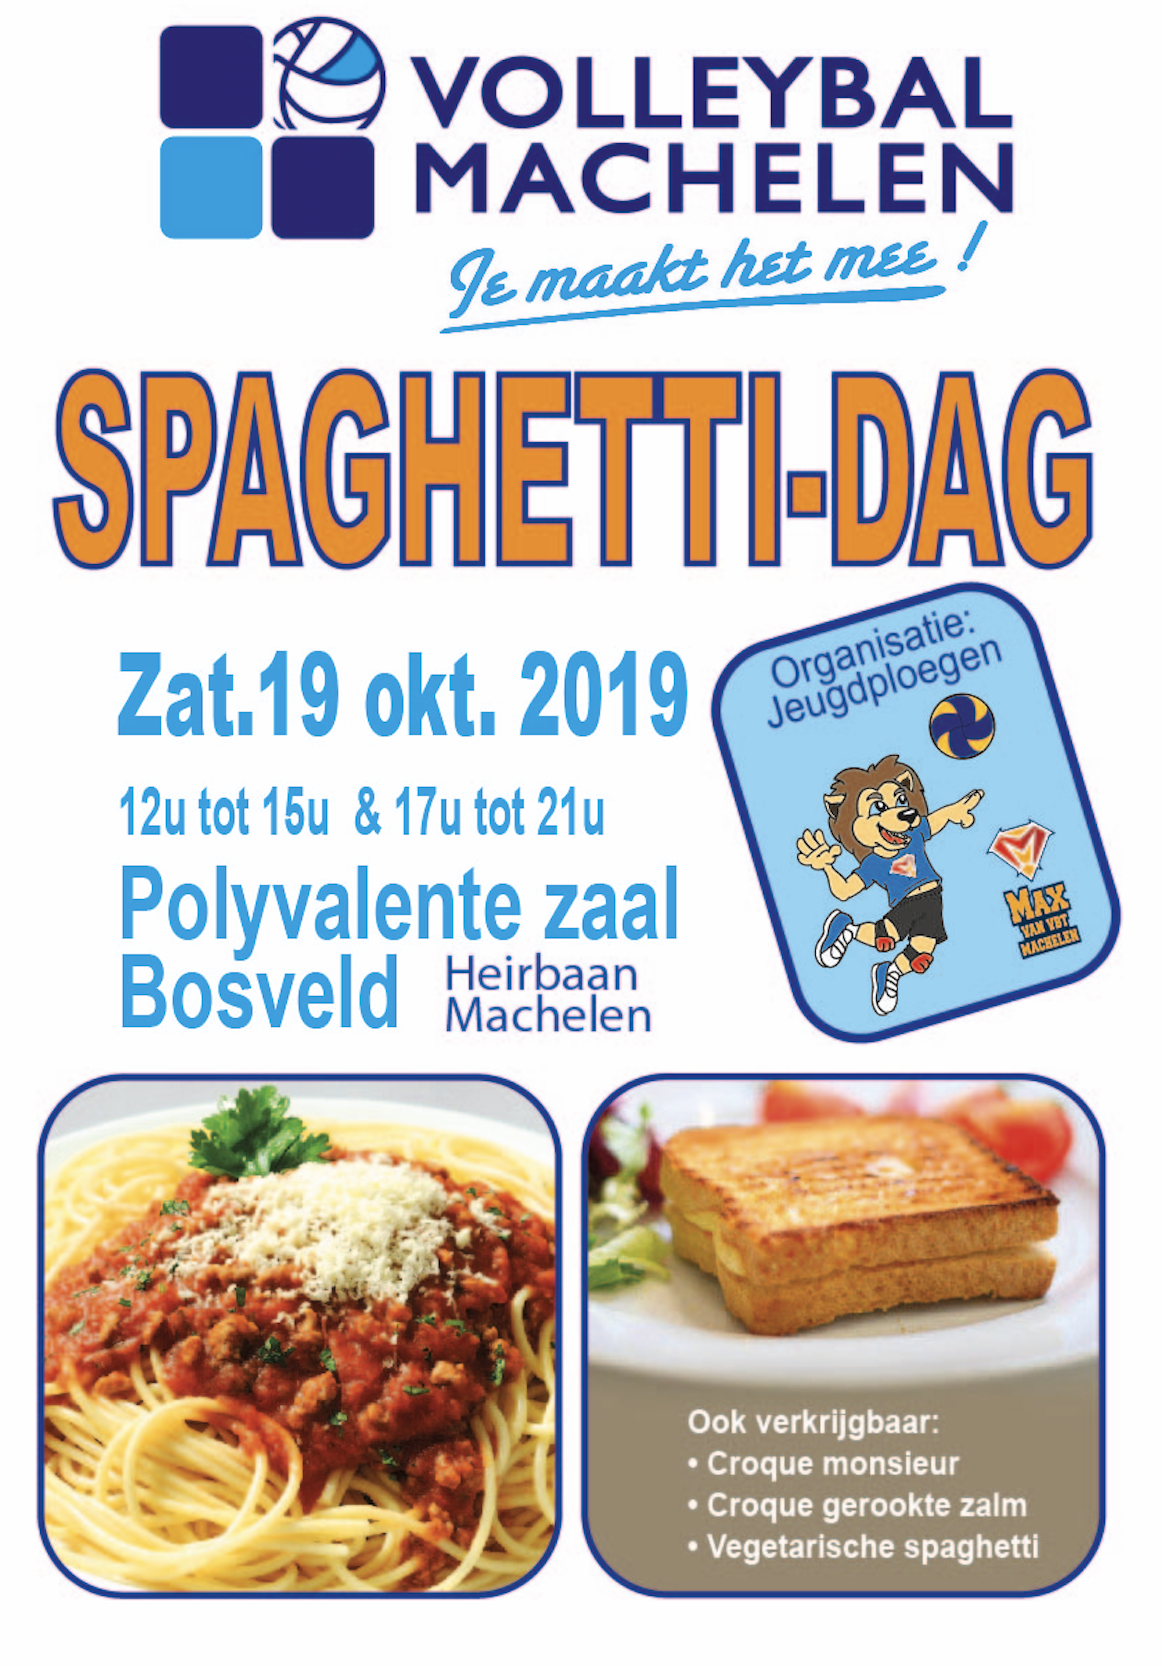 VOLLEYBAL
MACHELEN
Je maakt het mee !
SPAGHETTI-DAG
Organisatie:
Jeugdploegen
Zat.19 okt. 2019
12u tot 15u & 17u tot 21u
Polyvalente zaal
Bosveld
Heirbaan
Machelen
MAX
VAN VDT
MACHELEN
Ook verkrijgbaar:
• Croque monsieur
• Croque gerookte zalm
• Vegetarische spaghetti